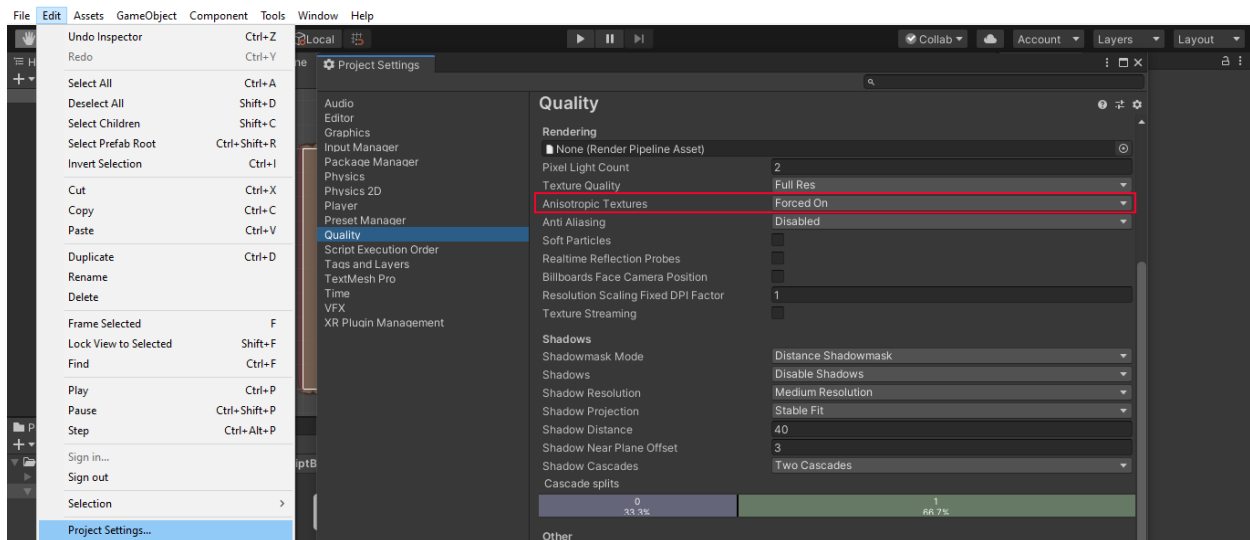 File Edit Assets GameObject Component Tools Window Help
Undo Inspector Ctrl+Z
Redo Ctrl+Y
Select All Ctrl+A
Deselect All Shift+D
Select Children Shift+C
Select Prefab Root Ctrl+Shift+R
Invert Selection Ctrl+I
Cut Ctrl+X
Copy Ctrl+C
Paste Ctrl+V
Duplicate Ctrl+D
Rename
Delete
Frame Selected F
Lock View to Selected Shift+F
Find Ctrl+F
Play Ctrl+P
Pause Ctrl+Shift+P
Step Ctrl+Alt+P
Sign in...
Sign out
Selection
Project Settings...
Local
Collab Account Layers Layout
H
ne
P
iptB
Project Settings
Audio
Editor
Graphics
Input Manager
Package Manager
Physics
Physics 2D
Player
Preset Manager
Quality
Script Execution Order
Tags and Layers
TextMesh Pro
Time
VFX
XR Plugin Management
Quality
Rendering
None (Render Pipeline Asset)
Pixel Light Count 2
Texture Quality Full Res
Anisotropic Textures Forced On
Anti Aliasing Disabled
Soft Particles
Realtime Reflection Probes
Billboards Face Camera Position
Resolution Scaling Fixed DPI Factor 1
Texture Streaming
Shadows
Shadowmask Mode Distance Shadowmask
Shadows Disable Shadows
Shadow Resolution Medium Resolution
Shadow Projection Stable Fit
Shadow Distance 40
Shadow Near Plane Offset 3
Shadow Cascades Two Cascades
Cascade splits
0 1
33.3% 66.7%
Other